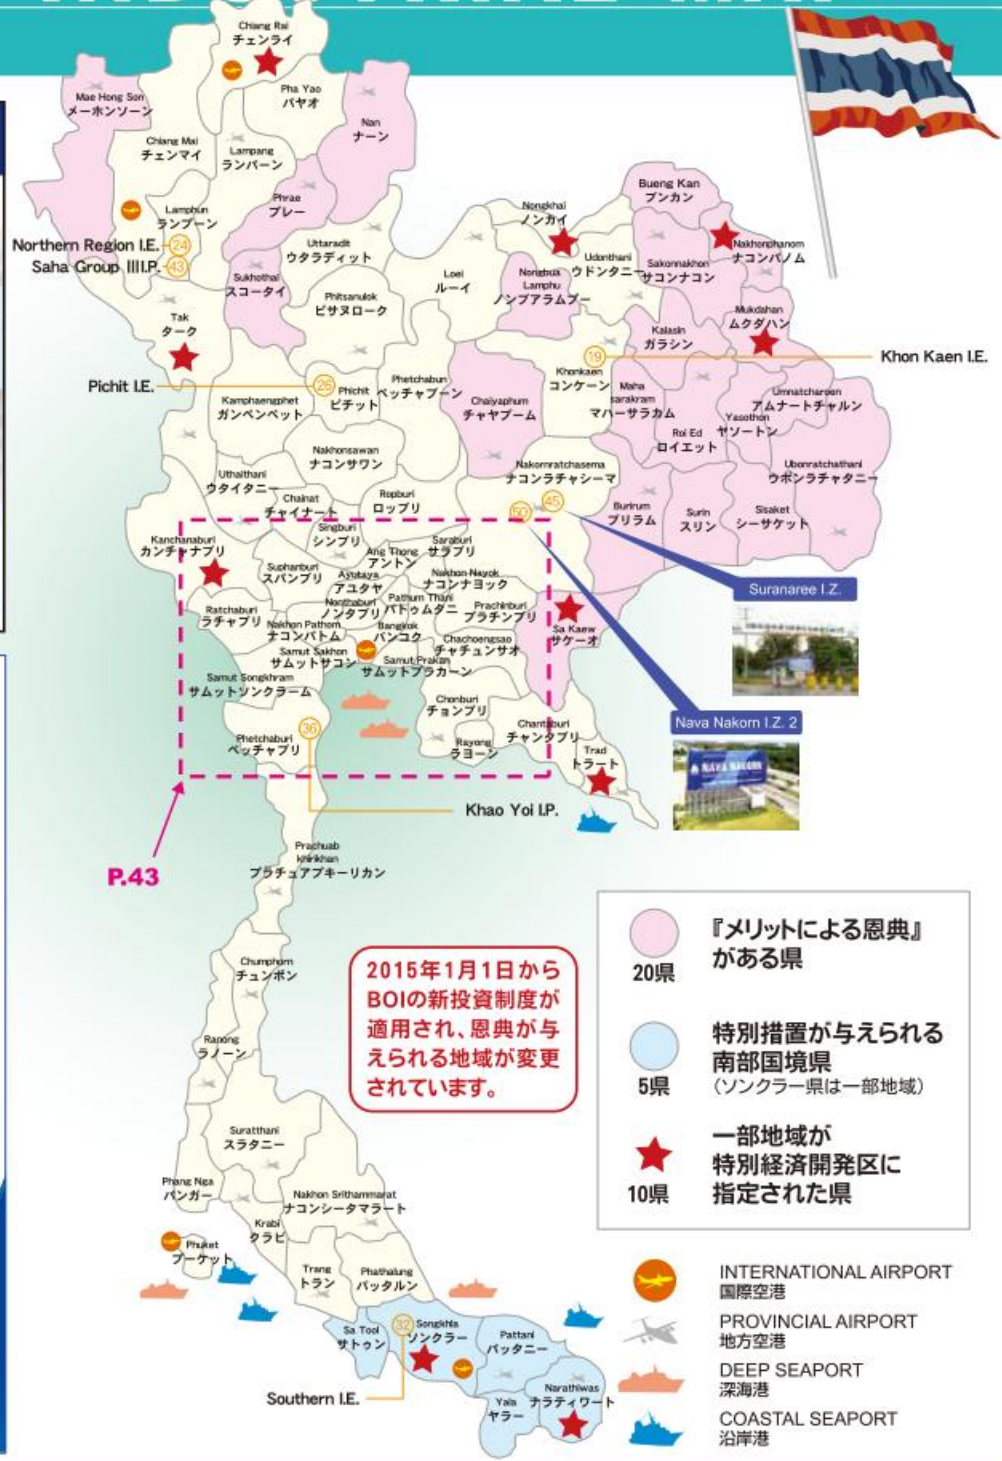 Chiang Rai
チェンライ
Mae Hong Son
メーホンソーン
Pha Yao
パヤオ
Nan
ナーン
Chiang Mai
チェンマイ
Lampang
ランパーン
Phrae
プレー
Lamphun
ランプーン
Northern Region I.E.
24
Saha Group III I.P.
43
Uttaradit
ウタラディット
Sukhothai
スコータイ
Phitsanulok
ピサヌローク
Tak
ターク
Loei
ルーイ
Nongkhai
ノンカイ
Bueng Kan
ブンカン
Udonthani
ウドンタニー
Nongbua
Lamphu
ノンブアラムプー
Sakonnakhon
サコンナコン
Nakhonphanom
ナコンパノム
Mukdahan
ムクダハン
Kalasin
ガラシン
19
Khon Kaen I.E.
Khonkaen
コンケーン
Pichit I.E.
26
Phichit
ピチット
Phetchabun
ペッチャブーン
Kamphaengphet
ガンペンペット
Chaiyaphum
チャヤプーム
Maha
sarakram
マハーサラカム
Roi Ed
ロイエット
Yasothon
ヤソートン
Umnatcharoen
アムナートチャルン
Ubonratchathani
ウボンラチャタニー
Nakhonsawan
ナコンサワン
Uthaithani
ウタイタニー
Chainat
チャイナート
Ropburi
ロッブリ
Nakornratchasema
ナコンラチャシーマ
50
45
Burirum
ブリラム
Surin
スリン
Sisaket
シーサケット
Singburi
シンブリ
Kanchanaburi
カンチャナブリ
Ang Thong
アントン
Saraburi
サラブリ
Suphanburi
スパンブリ
Ayutaya
アユタヤ
Nakhon Nayok
ナコンナヨック
Suranaree I.Z.
Ratchaburi
ラチャブリ
Nonthaburi
ノンタブリ
Pathum Thani
パトゥムタニ
Prachinburi
プラチンブリ
Nakhon Pathom
ナコンパトム
Bangkok
バンコク
Chachoengsao
チャチュンサオ
Sa Kaew
サケーオ
Samut Sakhon
サムットサコン
Samut Prakan
サムットプラカーン
Samut Songkhram
サムットソンクラーム
Chonburi
チョンブリ
Nava Nakorn I.Z. 2
NAVA NAKORN
Phetchaburi
ペッチャブリ
36
Rayong
ラヨーン
Chantaburi
チャンタブリ
Trad
トラート
Khao Yoi I.P.
P.43
Prachuab
khirikhan
プラチュアブキーリカン
Chumphorn
チュンポン
2015年1月1日から
BOIの新投資制度が
適用され、恩典が与
えられる地域が変更
されています。
『メリットによる恩典』
がある県
20県
特別措置が与えられる
南部国境県
(ソンクラー県は一部地域)
5県
一部地域が
特別経済開発区に
指定された県
10県
Ranong
ラノーン
Suratthani
スラタニー
Phang Nga
パンガー
Nakhon Srithammarat
ナコンシータマラート
Krabi
クラビ
Phuket
プーケット
Trang
トラン
Phathalung
パッタルン
Sa Tool
サトゥン
32
Songkhla
ソンクラー
Pattani
パッタニー
Southern I.E.
Yala
ヤラー
Narathiwas
ナラティワート
INTERNATIONAL AIRPORT
国際空港
PROVINCIAL AIRPORT
地方空港
DEEP SEAPORT
深海港
COASTAL SEAPORT
沿岸港